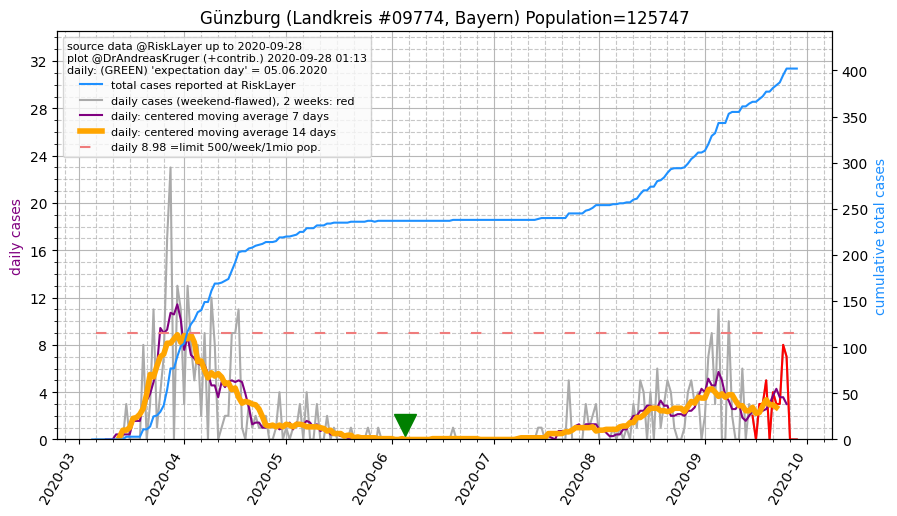 Günzburg (Landkreis #09774, Bayern) Population=125747
source data @RiskLayer up to 2020-09-28
plot @DrAndreasKruger (+contrib.) 2020-09-28 01:13
daily: (GREEN) 'expectation day' = 05.06.2020
total cases reported at RiskLayer
daily cases (weekend-flawed), 2 weeks: red
daily: centered moving average 7 days
daily: centered moving average 14 days
daily 8.98 =limit 500/week/1mio pop.
daily cases
32
28
24
20
16
12
8
4
0
cumulative total cases
400
350
300
250
200
150
100
50
0
2020-03
2020-04
2020-05
2020-06
2020-07
2020-08
2020-09
2020-10